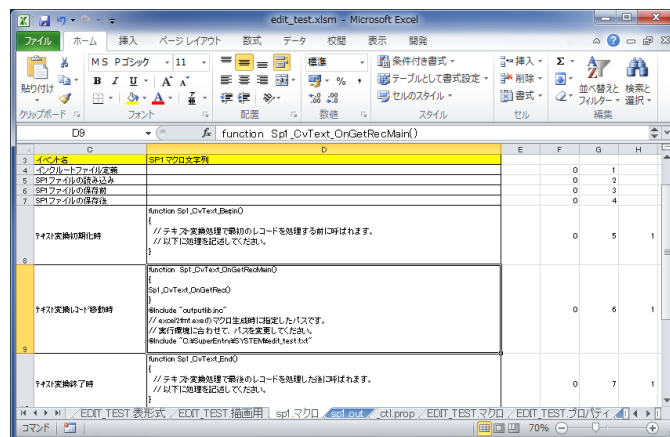 edit_test.xlsm - Microsoft Excel
ファイル ホーム 挿入 ページ レイアウト 数式 データ 校閲 表示 開発
貼り付け
MS Pゴシック 11
B I U
標準
条件付き書式
テーブルとして書式設定
セルのスタイル
挿入
削除
書式
並べ替えと フィルター
検索と 選択
クリップボード フォント 配置 数値 スタイル セル 編集
D9 fx function Sp1_CvText_OnGetRecMain()
C D E F G H
3 イベント名 SP1マクロ文字列
4 インクルートファイル定義 0 1
5 SP1ファイルの読み込み 0 2
6 SP1ファイルの保存前 0 3
7 SP1ファイルの保存後 0 4
function Sp1_CvText_Begin()
{
// テキスト変換処理で最初のレコードを処理する前に呼ばれます。
// 以下に処理を記述してください。
}
8 テキスト変換初期化時 0 5 1
function Sp1_CvText_OnGetRecMain()
{
Sp1_CvText_OnGetRec()
}
@Include "outputlib.inc"
// excel2fmt.exeのマクロ生成時に指定したパスです。
// 実行環境に合わせて、パスを変更してください。
@Include "C:¥SuperEntry¥SYSTEM¥edit_test.txt"
9 テキスト変換レコード移動時 0 6 1
function Sp1_CvText_End()
{
// テキスト変換処理で最後のレコードを処理した後に呼ばれます。
// 以下に処理を記述してください。
テキスト変換終了時 0 7 1
EDIT_TEST.表形式 EDIT_TEST.描画用 sp1.マクロ sp1.out _ctl.prop EDIT_TEST.マクロ EDIT_TEST.プロパティ
コマンド 70%